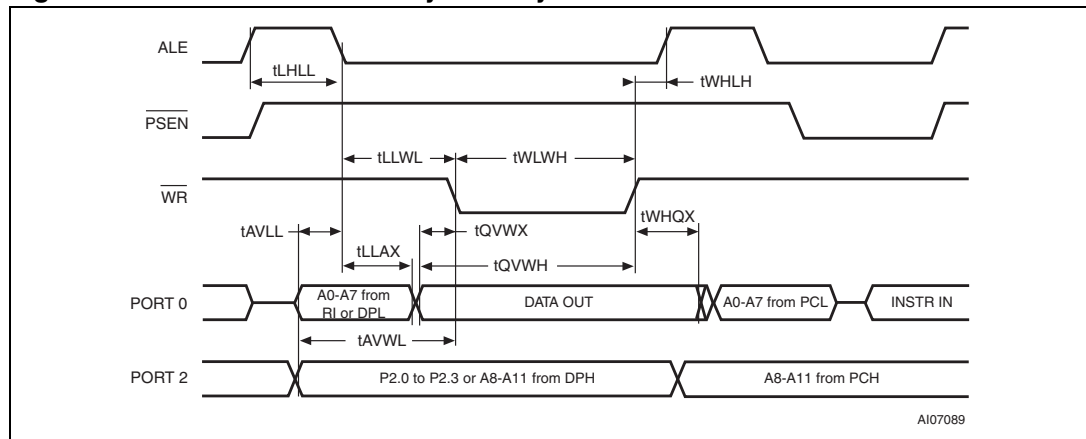 ALE
tLHLL
tWHLH
PSEN
tLLWL
tWLWH
WR
tWHQX
tAVLL
tQVWX
tLLAX
tQVWH
PORT 0
A0-A7 from
RI or DPL
DATA OUT
A0-A7 from PCL
INSTR IN
tAVWL
PORT 2
P2.0 to P2.3 or A8-A11 from DPH
A8-A11 from PCH
AI07089